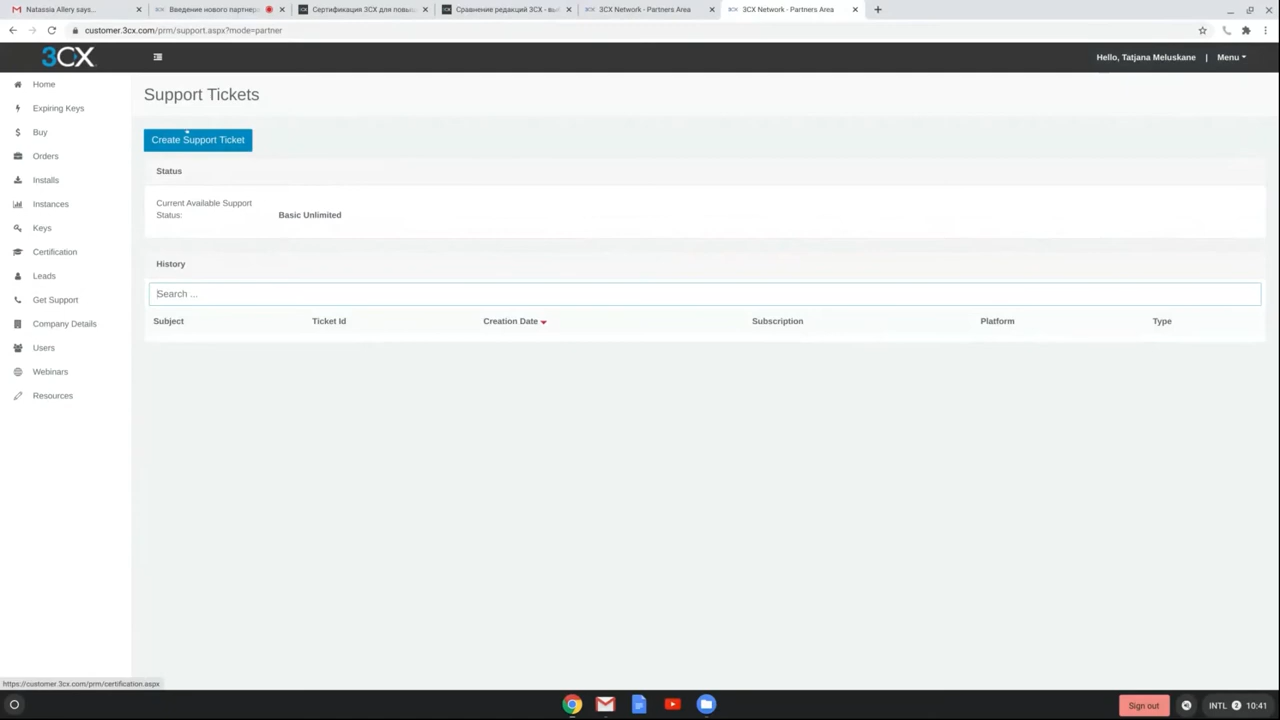 Natassia Allery says...
Введение нового партнер
Сертификация 3CX для повы
Сравнение редакций 3CX - вы
3CX Network - Partners Area
3CX Network - Partners Area
customer.3cx.com/prm/support.aspx?mode=partner
3CX
Hello, Tatjana Meluskane | Menu
Home
Expiring Keys
Buy
Orders
Installs
Instances
Keys
Certification
Leads
Get Support
Company Details
Users
Webinars
Resources
Support Tickets
Create Support Ticket
Status
Current Available Support
Status: Basic Unlimited
History
Search ...
Subject Ticket Id Creation Date Subscription Platform Type
https://customer.3cx.com/prm/certification.aspx
Sign out INTL 2 10:41